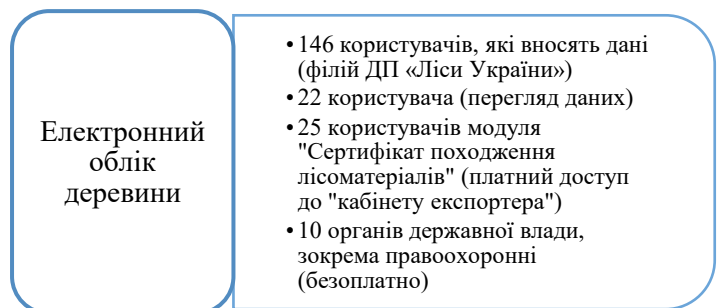 Електронний
облік
деревини
• 146 користувачів, які вносять дані
(філій ДП «Ліси України»)
• 22 користувача (перегляд даних)
• 25 користувачів модуля
"Сертифікат походження
лісоматеріалів" (платний доступ
до "кабінету експортера")
• 10 органів державної влади,
зокрема правоохоронні
(безоплатно)